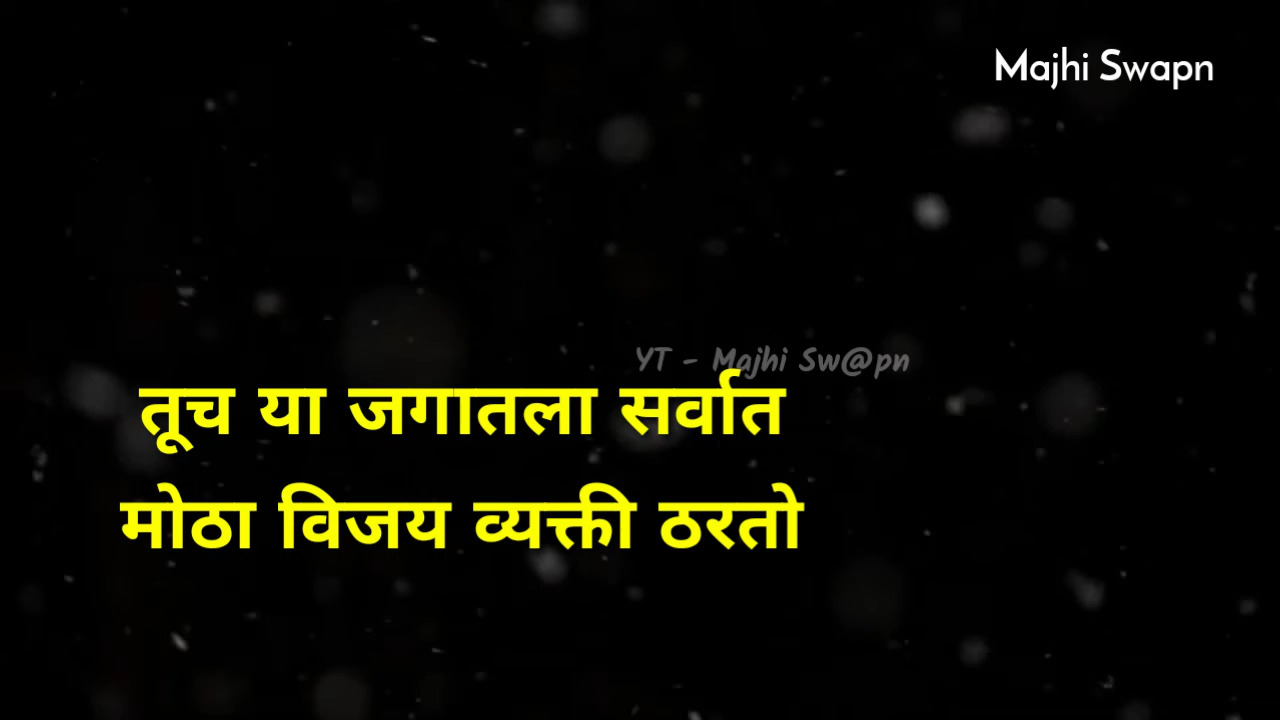 Majhi Swapn
YT - Majhi Sw@pn
तूच या जगातला सर्वात
मोठा विजय व्यक्ती ठरतो